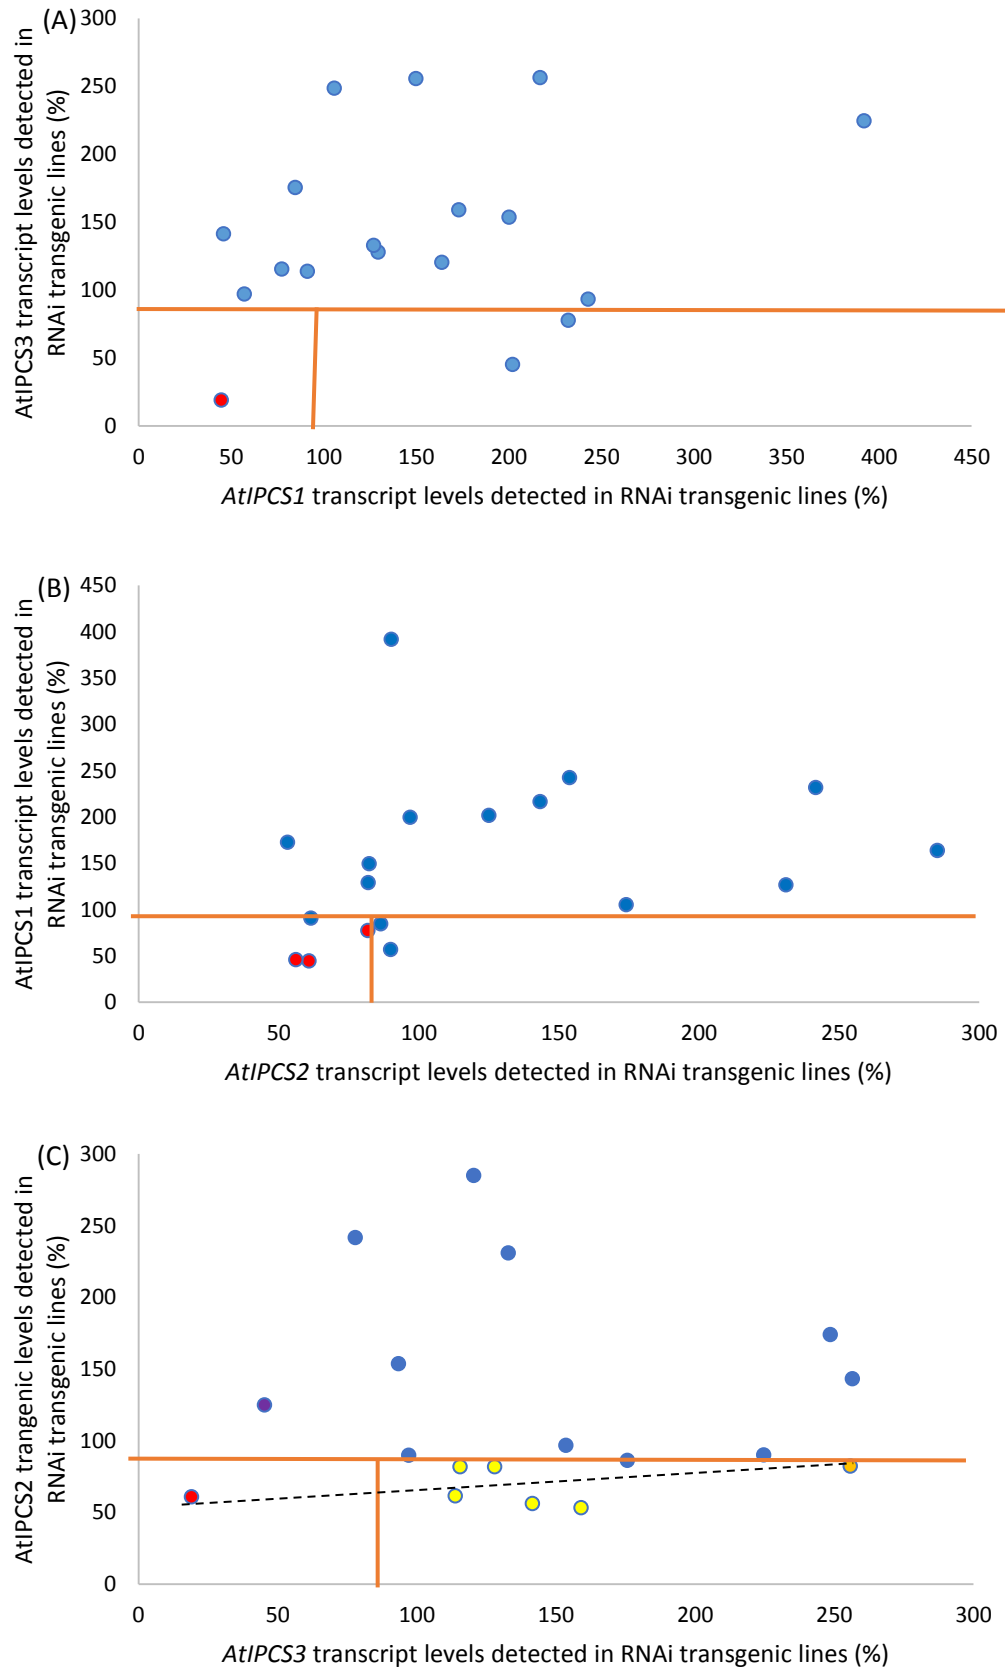 (A)
AtIPCS3 transcript levels detected in
RNAi transgenic lines (%)
300
250
200
150
100
50
0
0 50 100 150 200 250 300 350 400 450
AtIPCS1 transcript levels detected in RNAi transgenic lines (%)
(B)
AtIPCS1 transcript levels detected in
RNAi transgenic lines (%)
450
400
350
300
250
200
150
100
50
0
0 50 100 150 200 250 300
AtIPCS2 transcript levels detected in RNAi transgenic lines (%)
(C)
AtIPCS2 trangenic levels detected in
RNAi transgenic lines (%)
300
250
200
150
100
50
0
0 50 100 150 200 250 300
AtIPCS3 transcript levels detected in RNAi transgenic lines (%)